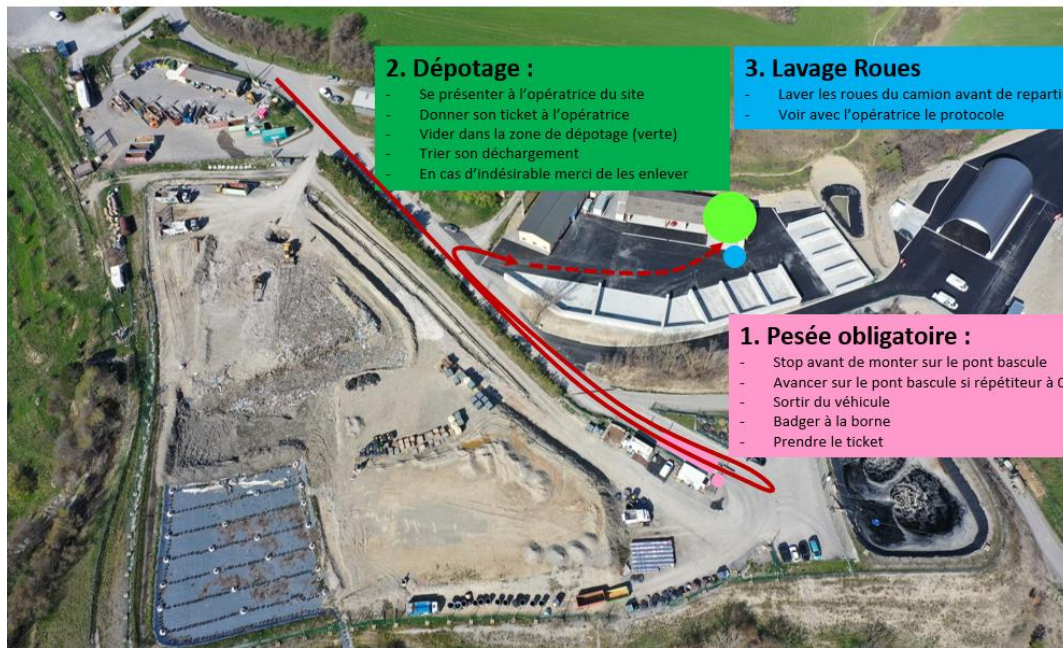 2. Dépotage :
- Se présenter à l'opératrice du site
- Donner son ticket à l'opératrice
- Vider dans la zone de dépotage (verte)
- Trier son déchargement
- En cas d'indésirable merci de les enlever
3. Lavage Roues
- Laver les roues du camion avant de reparti
- Voir avec l'opératrice le protocole
1. Pesée obligatoire :
- Stop avant de monter sur le pont bascule
- Avancer sur le pont bascule si répétiteur à 0
- Sortir du véhicule
- Badger à la borne
- Prendre le ticket